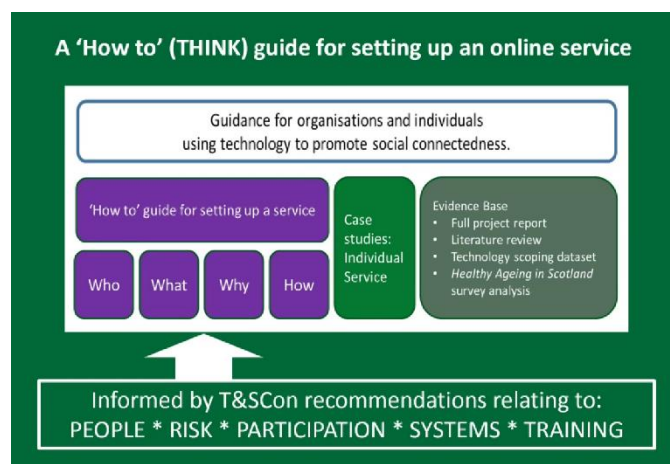 A ‘How to’ (THINK) guide for setting up an online service
Guidance for organisations and individuals
using technology to promote social connectedness.
‘How to’ guide for setting up a service
Who
What
Why
How
Case
studies:
Individual
Service
Evidence Base
• Full project report
• Literature review
• Technology scoping dataset
• Healthy Ageing in Scotland
survey analysis
Informed by T&SCon recommendations relating to:
PEOPLE * RISK * PARTICIPATION * SYSTEMS * TRAINING